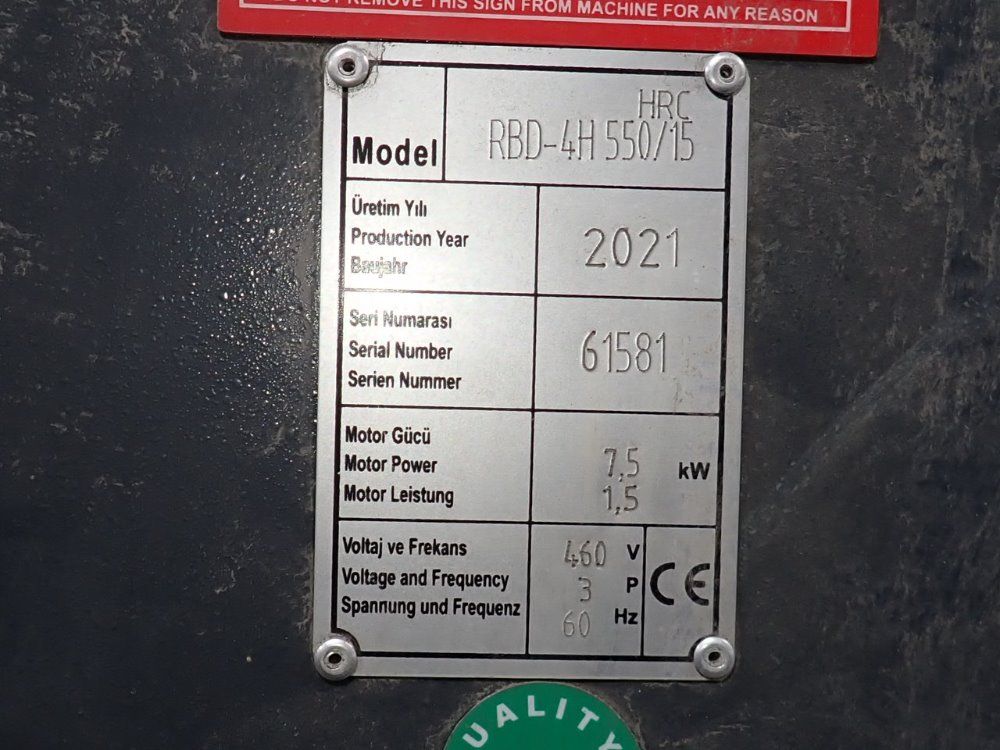 DO NOT REMOVE THIS SIGN FROM MACHINE FOR ANY REASON
HRC
Model RBD-4H 550/15
Üretim Yılı
Production Year 2021
Baujahr
Seri Numarası
Serial Number 61581
Serien Nummer
Motor Gücü
Motor Power 7,5 kW
Motor Leistung 1,5
Voltaj ve Frekans 460 V
Voltage and Frequency 3 P CE
Spannung und Frequenz 60 Hz
UALITY